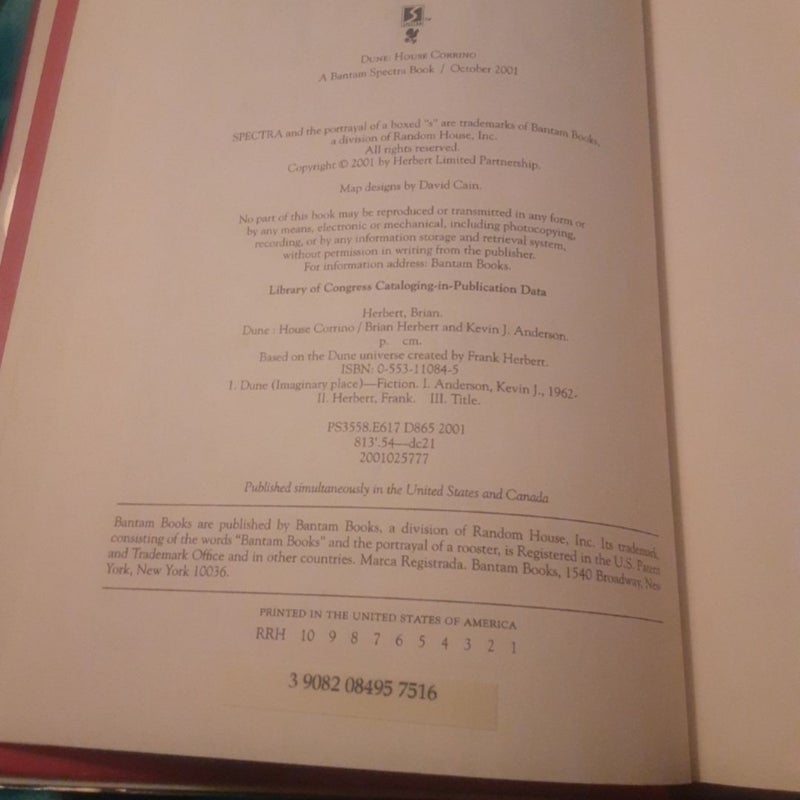 DUNE: HOUSE CORRINO
A Bantam Spectra Book / October 2001
SPECTRA and the portrayal of a boxed "s" are trademarks of Bantam Books,
a division of Random House, Inc.
All rights reserved.
Copyright © 2001 by Herbert Limited Partnership.
Map designs by David Cain.
No part of this book may be reproduced or transmitted in any form or
by any means, electronic or mechanical, including photocopying,
recording, or by any information storage and retrieval system,
without permission in writing from the publisher.
For information address: Bantam Books.
Library of Congress Cataloging-in-Publication Data
Herbert, Brian.
Dune : House Corrino / Brian Herbert and Kevin J. Anderson.
p. cm.
Based on the Dune universe created by Frank Herbert.
ISBN: 0-553-11084-5
1. Dune (Imaginary place)—Fiction. I. Anderson, Kevin J., 1962-
II. Herbert, Frank. III. Title.
PS3558.E617 D865 2001
813'.54—dc21
2001025777
Published simultaneously in the United States and Canada
Bantam Books are published by Bantam Books, a division of Random House, Inc. Its trademark,
consisting of the words "Bantam Books" and the portrayal of a rooster, is Registered in the U.S. Patent
and Trademark Office and in other countries. Marca Registrada. Bantam Books, 1540 Broadway, New
York, New York 10036.
PRINTED IN THE UNITED STATES OF AMERICA
RRH 10 9 8 7 6 5 4 3 2 1
3 9082 08495 7516